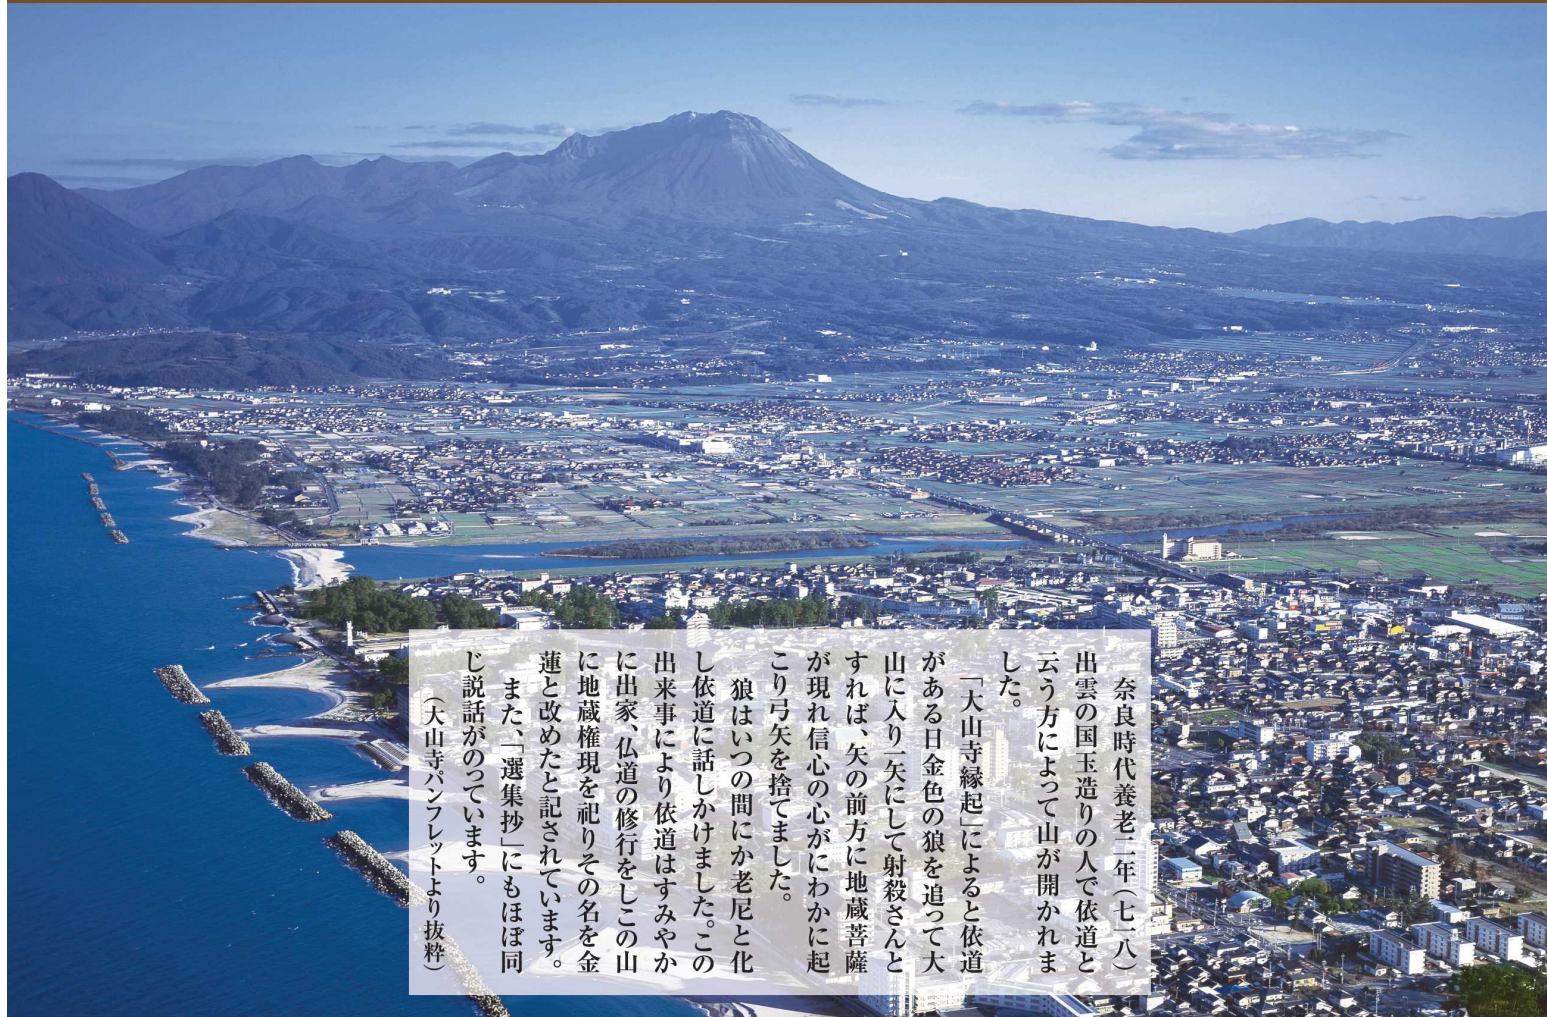 奈良時代養老二年(七一八)
出雲の国玉造りの人で依道と
云う方によって山が開かれま
した。
「大山寺縁起」によると依道
がある日金色の狼を追って大
山に入り一矢にして射殺さんと
すれば、矢の前方に地蔵菩薩
が現れ信心の心がにわかに起
こり弓矢を捨てました。
狼はいつの間にか老尼と化
し依道に話しかけました。この
出来事により依道はすみやか
に出家、仏道の修行をしこの山
に地蔵権現を祀りその名を金
蓮と改めたと記されています。
また、「選集抄」にもほぼ同
じ説話がのっています。
(大山寺パンフレットより抜粋)